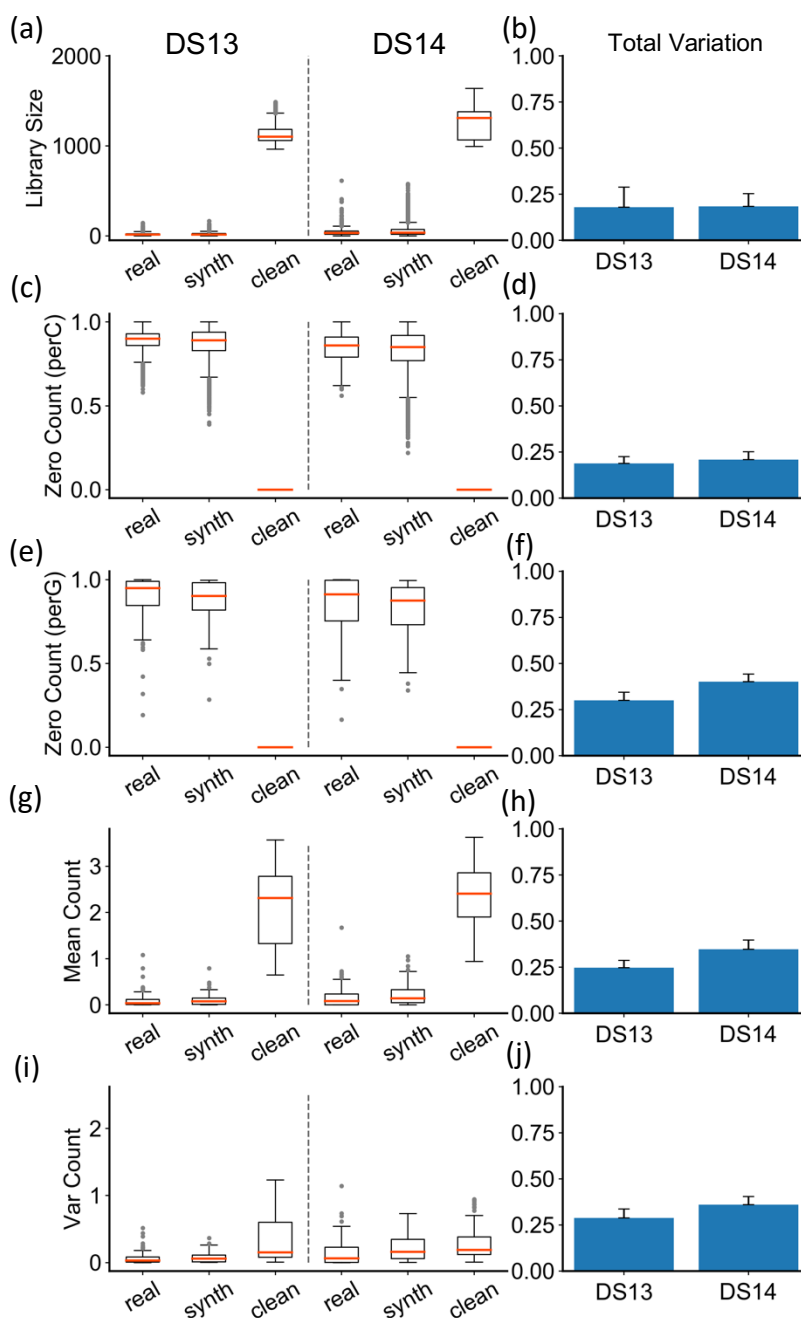 (a) DS13 DS14 (b) Total Variation
Library Size
2000
1000
0
real synth clean real synth clean
1.00
0.75
0.50
0.25
0.00
DS13 DS14
(c) (d)
Zero Count (perC)
1.0
0.5
0.0
real synth clean real synth clean
1.00
0.75
0.50
0.25
0.00
DS13 DS14
(e) (f)
Zero Count (perG)
1.0
0.5
0.0
real synth clean real synth clean
1.00
0.75
0.50
0.25
0.00
DS13 DS14
(g) (h)
Mean Count
3
2
1
0
real synth clean real synth clean
1.00
0.75
0.50
0.25
0.00
DS13 DS14
(i) (j)
Var Count
2
1
0
real synth clean real synth clean
1.00
0.75
0.50
0.25
0.00
DS13 DS14